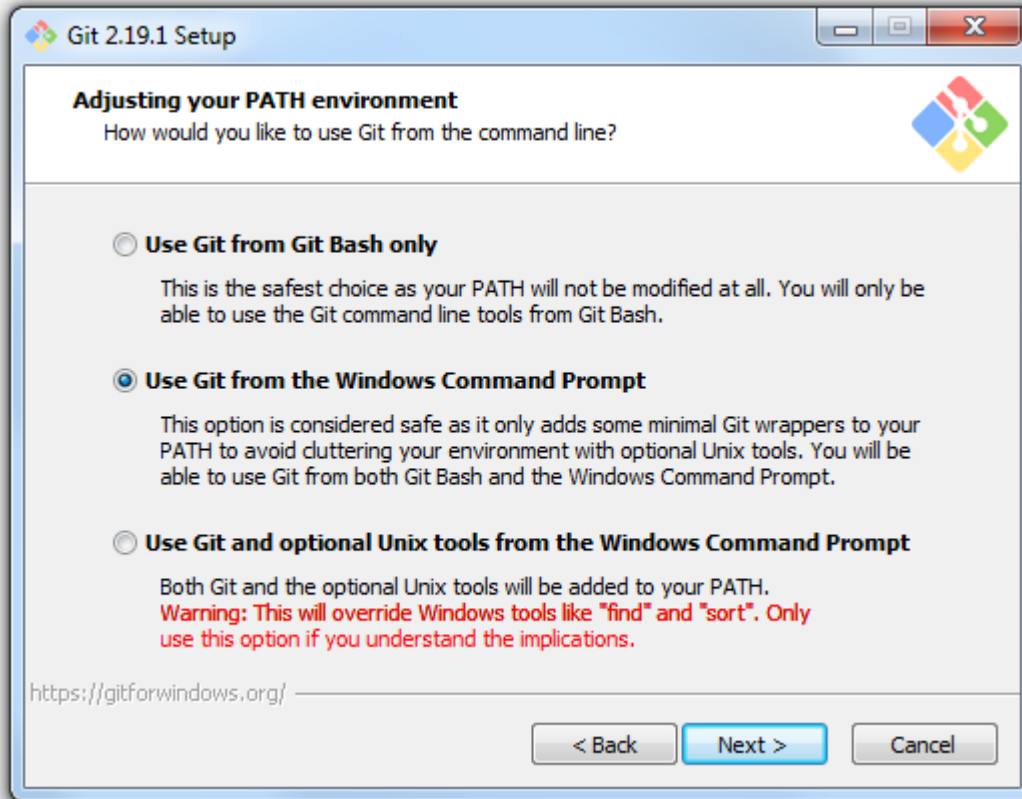 Git 2.19.1 Setup
Adjusting your PATH environment
How would you like to use Git from the command line?
Use Git from Git Bash only
This is the safest choice as your PATH will not be modified at all. You will only be
able to use the Git command line tools from Git Bash.
Use Git from the Windows Command Prompt
This option is considered safe as it only adds some minimal Git wrappers to your
PATH to avoid cluttering your environment with optional Unix tools. You will be
able to use Git from both Git Bash and the Windows Command Prompt.
Use Git and optional Unix tools from the Windows Command Prompt
Both Git and the optional Unix tools will be added to your PATH.
Warning: This will override Windows tools like "find" and "sort". Only
use this option if you understand the implications.
https://gitforwindows.org/
< Back Next > Cancel